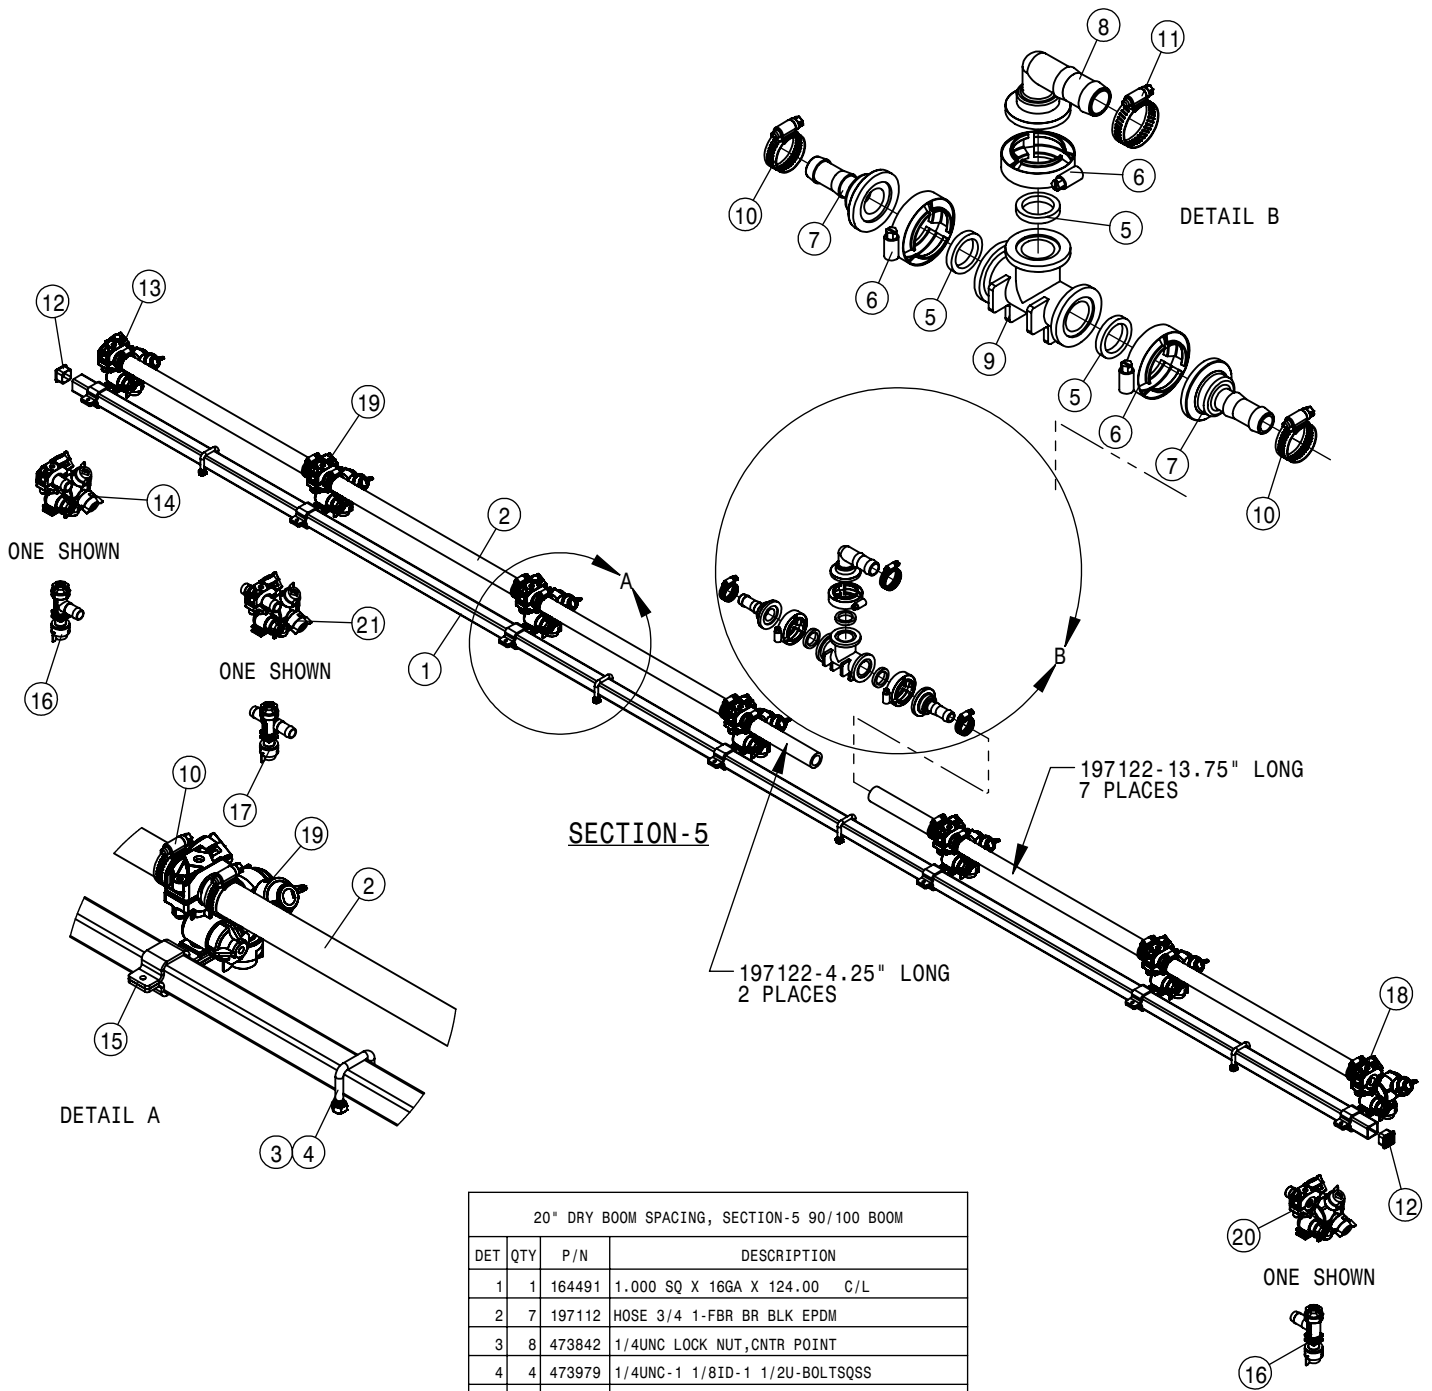 8
11
10
7
6
5
6
5
DETAIL B
9
5
6
7
10
12
13
19
14
ONE SHOWN
2
A
1
21
ONE SHOWN
16
17
B
197122-13.75" LONG
7 PLACES
SECTION-5
197122-4.25" LONG
2 PLACES
10
19
2
15
DETAIL A
3
4
18
12
20
ONE SHOWN
16
20" DRY BOOM SPACING, SECTION-5 90/100 BOOM
DET QTY P/N DESCRIPTION
1 1 164491 1.000 SQ X 16GA X 124.00 C/L
2 7 197112 HOSE 3/4 1-FBR BR BLK EPDM
3 8 473842 1/4UNC LOCK NUT,CNTR POINT
4 4 473979 1/4UNC-1 1/8ID-1 1/2U-BOLTSQSS